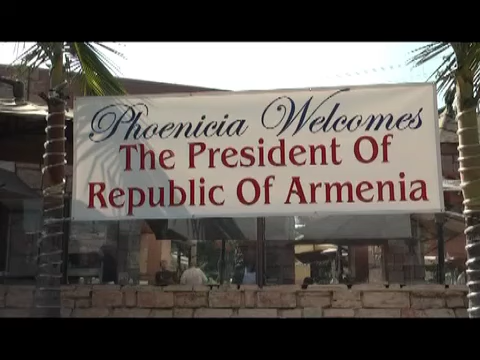 Phoenicia Welcomes
The President Of
Republic Of Armenia